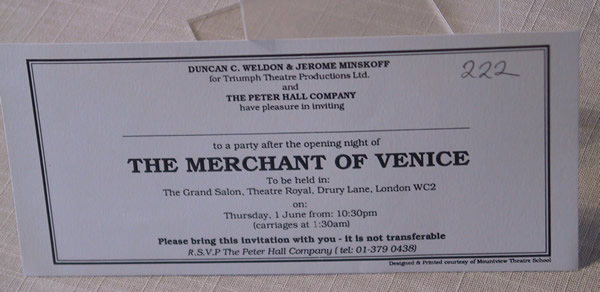 DUNCAN C. WELDON & JEROME MINSKOFF
222
for Triumph Theatre Productions Ltd.
and
THE PETER HALL COMPANY
have pleasure in inviting
to a party after the opening night of
THE MERCHANT OF VENICE
To be held in:
The Grand Salon, Theatre Royal, Drury Lane, London WC2
on:
Thursday. 1 June from: 10:30pm
(carriages at 1:30am)
Please bring this invitation with you - it is not transferable
R.S.V.P The Peter Hall Company ( tel: 01-379 0438)
Designed & Printed courtesy of Mountview Theatre School